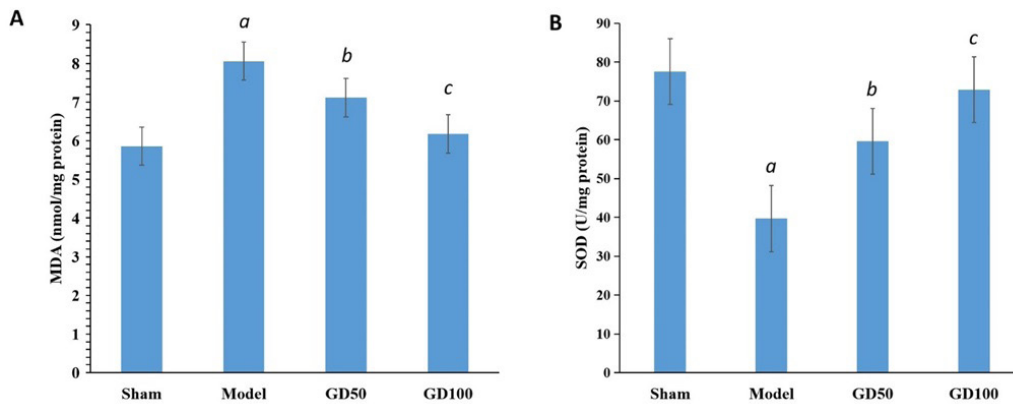 A
MDA (nmol/mg protein)
9
8
7
6
5
4
3
2
1
0
a
b
c
Sham Model GD50 GD100
B
SOD (U/mg protein)
90
80
70
60
50
40
30
20
10
0
a
b
c
Sham Model GD50 GD100